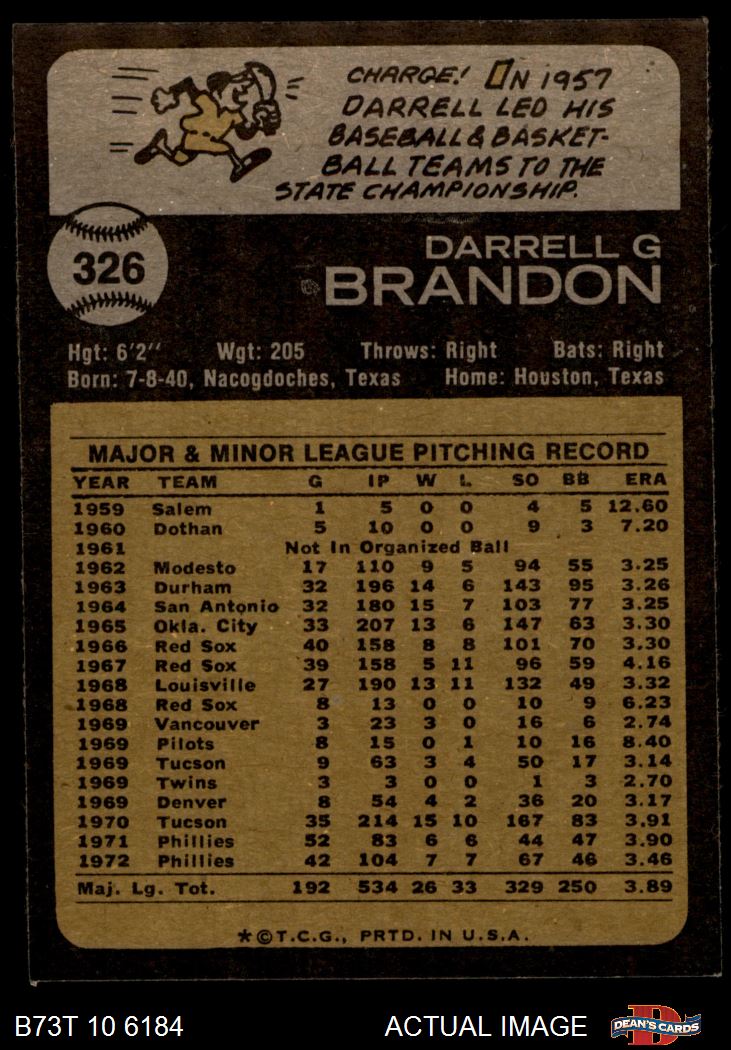 CHARGE! IN 1957
DARRELL LED HIS
BASEBALL & BASKET-
BALL TEAMS TO THE
STATE CHAMPIONSHIP.
326
DARRELL G
BRANDON
Hgt: 6'2" Wgt: 205 Throws: Right Bats: Right
Born: 7-8-40, Nacogdoches, Texas Home: Houston, Texas
MAJOR & MINOR LEAGUE PITCHING RECORD
YEAR TEAM G IP W L SO BB ERA
1959 Salem 1 5 0 0 4 5 12.60
1960 Dothan 5 10 0 0 9 3 7.20
1961 Not In Organized Ball
1962 Modesto 17 110 9 5 94 55 3.25
1963 Durham 32 196 14 6 143 95 3.26
1964 San Antonio 32 180 15 7 103 77 3.25
1965 Okla. City 33 207 13 6 147 63 3.30
1966 Red Sox 40 158 8 8 101 70 3.30
1967 Red Sox 39 158 5 11 96 59 4.16
1968 Louisville 27 190 13 11 132 49 3.32
1968 Red Sox 8 13 0 0 10 9 6.23
1969 Vancouver 3 23 3 0 16 6 2.74
1969 Pilots 8 15 0 1 10 16 8.40
1969 Tucson 9 63 3 4 50 17 3.14
1969 Twins 3 3 0 0 1 3 2.70
1969 Denver 8 54 4 2 36 20 3.17
1970 Tucson 35 214 15 10 167 83 3.91
1971 Phillies 52 83 6 6 44 47 3.90
1972 Phillies 42 104 7 7 67 46 3.46
Maj. Lg. Tot. 192 534 26 33 329 250 3.89
*©T.C.G., PRTD. IN U.S.A.
B73T 10 6184 ACTUAL IMAGE DEAN'S CARDS